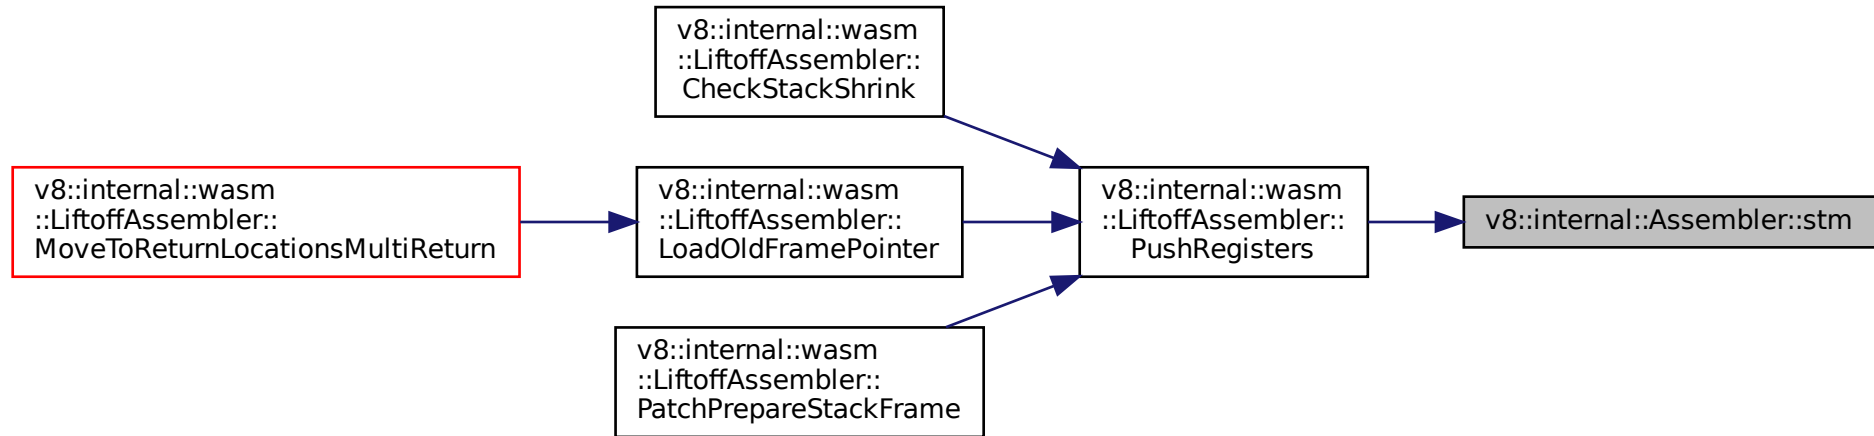 v8::internal::wasm
::LiftoffAssembler::
CheckStackShrink
v8::internal::wasm
::LiftoffAssembler::
MoveToReturnLocationsMultiReturn
v8::internal::wasm
::LiftoffAssembler::
LoadOldFramePointer
v8::internal::wasm
::LiftoffAssembler::
PushRegisters
v8::internal::Assembler::stm
v8::internal::wasm
::LiftoffAssembler::
PatchPrepareStackFrame